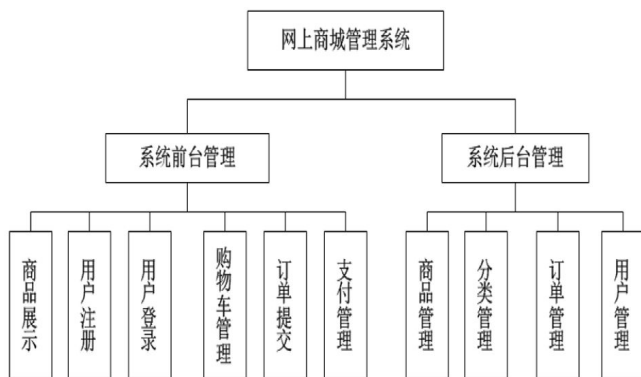 网上商城管理系统
系统前台管理
系统后台管理
商品展示
用户注册
用户登录
购物车管理
订单提交
支付管理
商品管理
分类管理
订单管理
用户管理